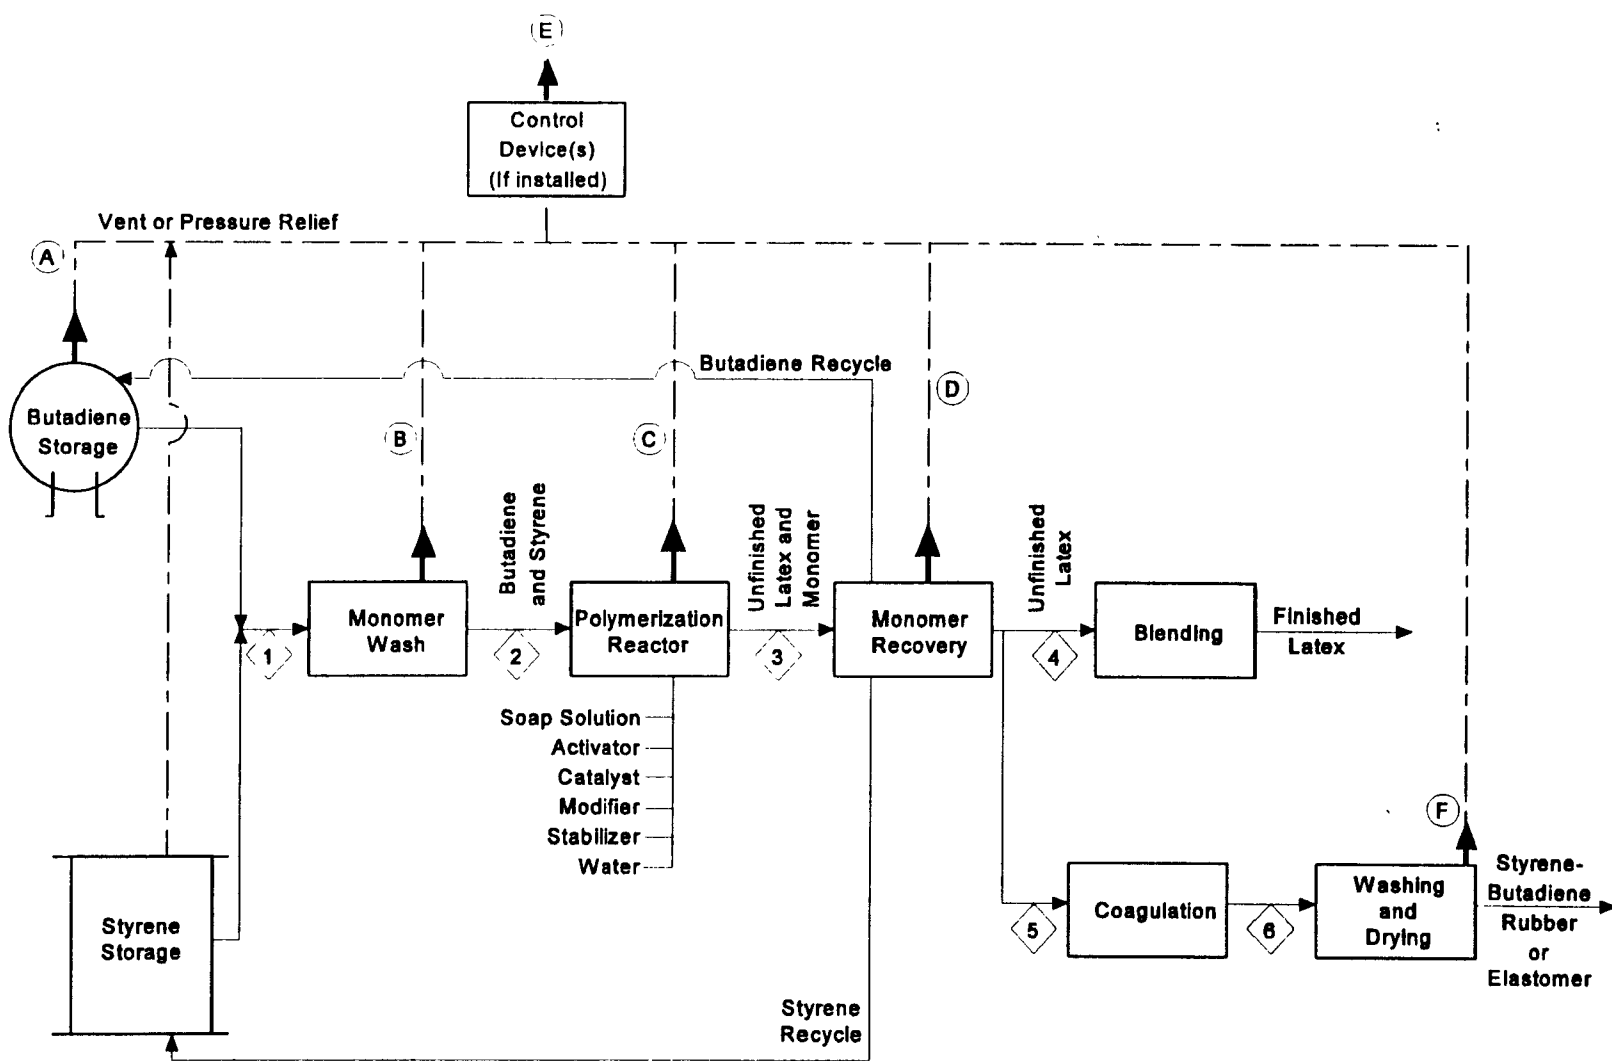 E
Control
Device(s)
(If installed)
Vent or Pressure Relief
A
Butadiene Recycle
D
Butadiene
Storage
B
C
Butadiene
and Styrene
Unfinished
Latex and
Monomer
Unfinished
Latex
Monomer
Wash
Polymerization
Reactor
Monomer
Recovery
Blending
Finished
Latex
1
2
3
4
Soap Solution
Activator
Catalyst
Modifier
Stabilizer
Water
F
Styrene
Storage
Coagulation
Washing
and
Drying
Styrene-
Butadiene
Rubber
or
Elastomer
5
6
Styrene
Recycle